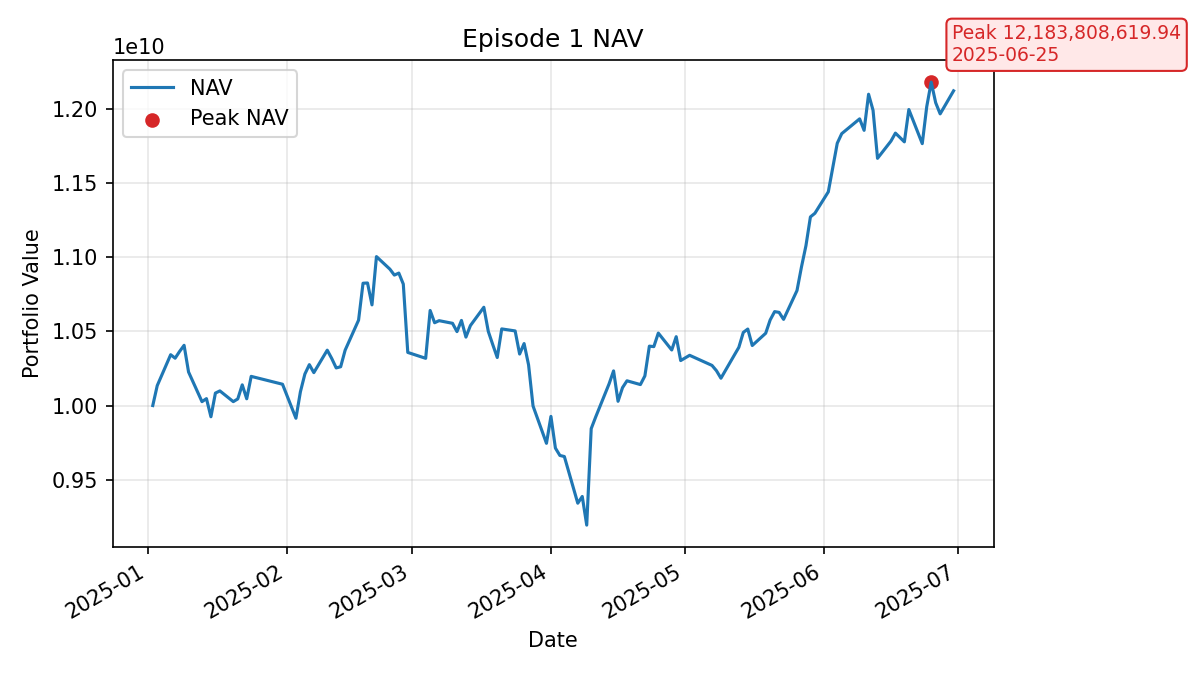 Episode 1 NAV
Peak 12,183,808,619.94
2025-06-25
1e10
NAV
Peak NAV
Portfolio Value
1.20
1.15
1.10
1.05
1.00
0.95
2025-01
2025-02
2025-03
2025-04
2025-05
2025-06
2025-07
Date